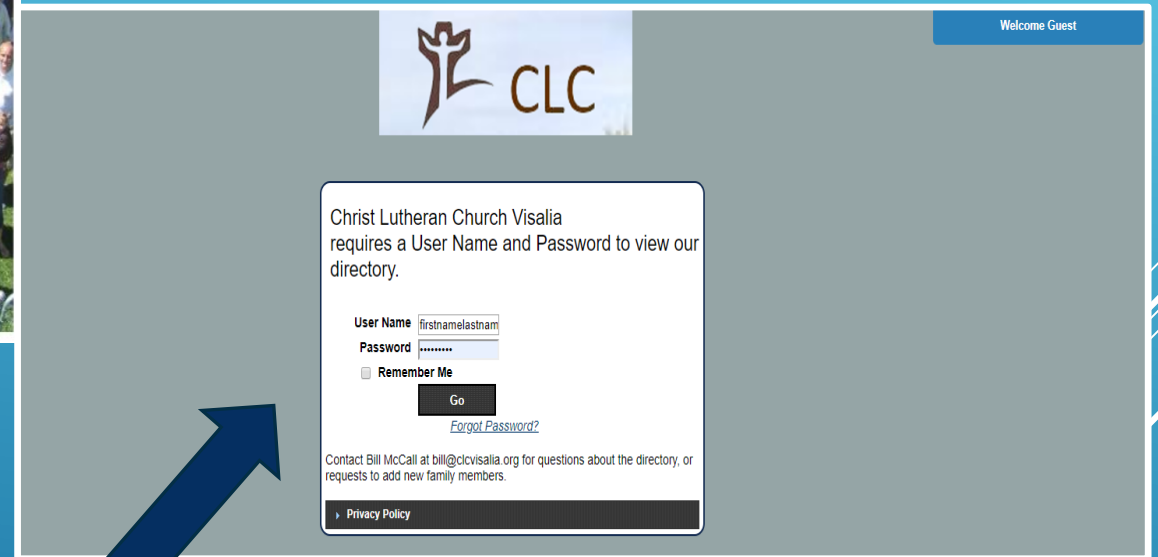 Welcome Guest
CLC
Christ Lutheran Church Visalia
requires a User Name and Password to view our
directory.
User Name firstnamelastnam
Password •••••••••
Remember Me
Go
Forgot Password?
Contact Bill McCall at bill@clcvisalia.org for questions about the directory, or
requests to add new family members.
Privacy Policy